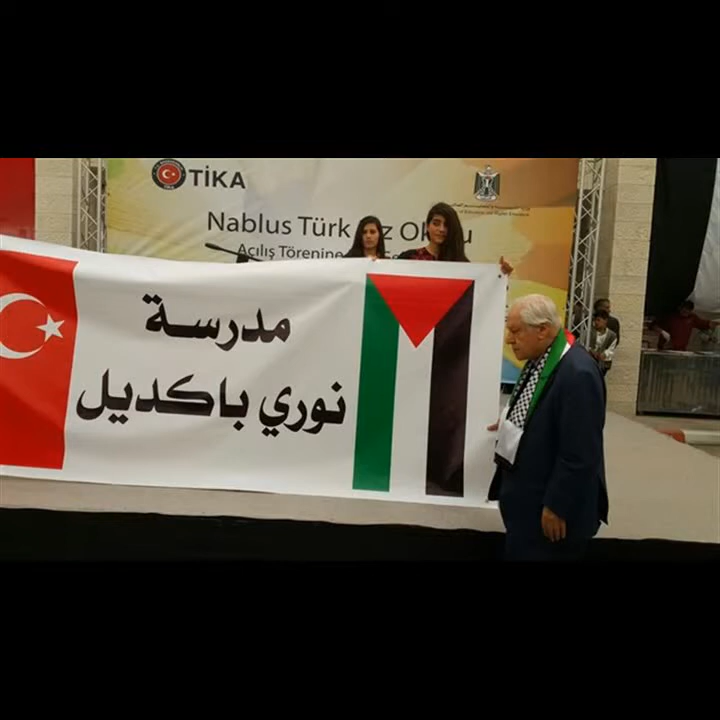 TİKA
Nablus Türk
Açılış Törenine
مدرسة
نوري باكديل